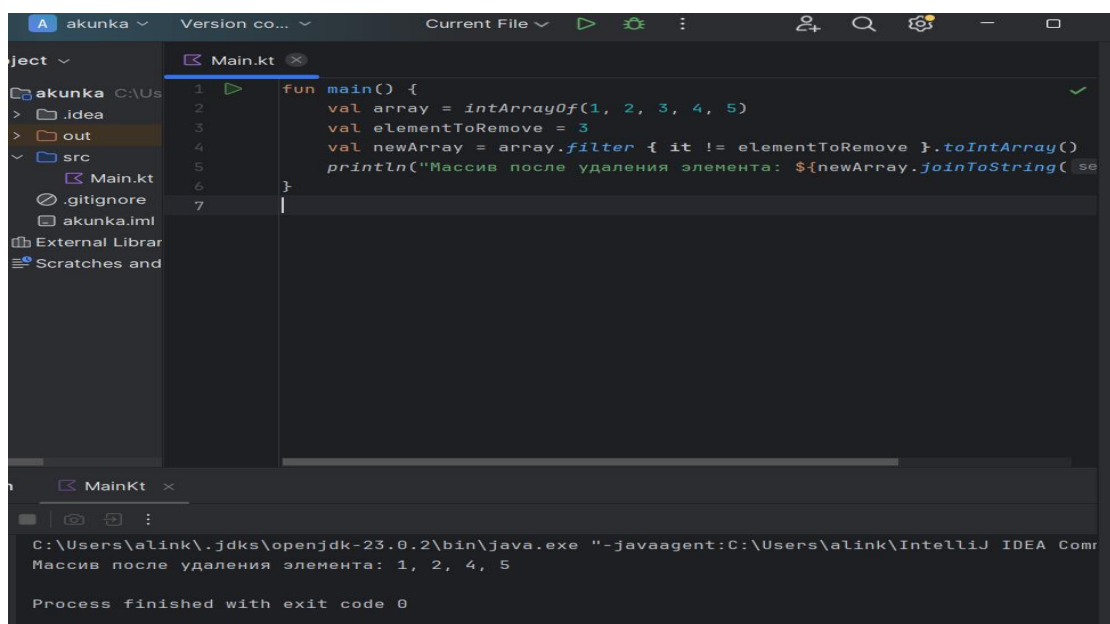 A akunka Version co... Current File
ject
Main.kt
akunka C:\Us
.idea
out
src
Main.kt
.gitignore
akunka.iml
External Librar
Scratches and
1 fun main() {
2 val array = intArrayOf(1, 2, 3, 4, 5)
3 val elementToRemove = 3
4 val newArray = array.filter { it != elementToRemove }.toIntArray()
5 println("Массив после удаления элемента: ${newArray.joinToString( se
6 }
7
MainKt
C:\Users\alink\.jdks\openjdk-23.0.2\bin\java.exe "-javaagent:C:\Users\alink\IntelliJ IDEA Com
Массив после удаления элемента: 1, 2, 4, 5
Process finished with exit code 0